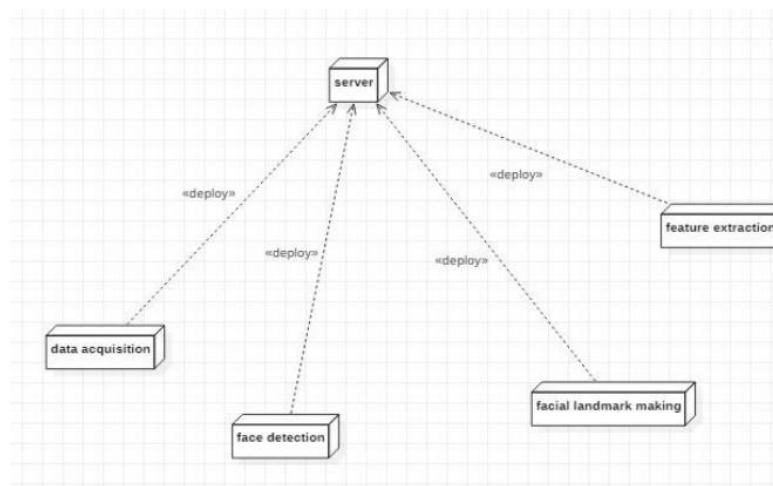 server
«deploy»
«deploy»
feature extraction
«deploy»
«deploy»
data acquisition
facial landmark making
face detection